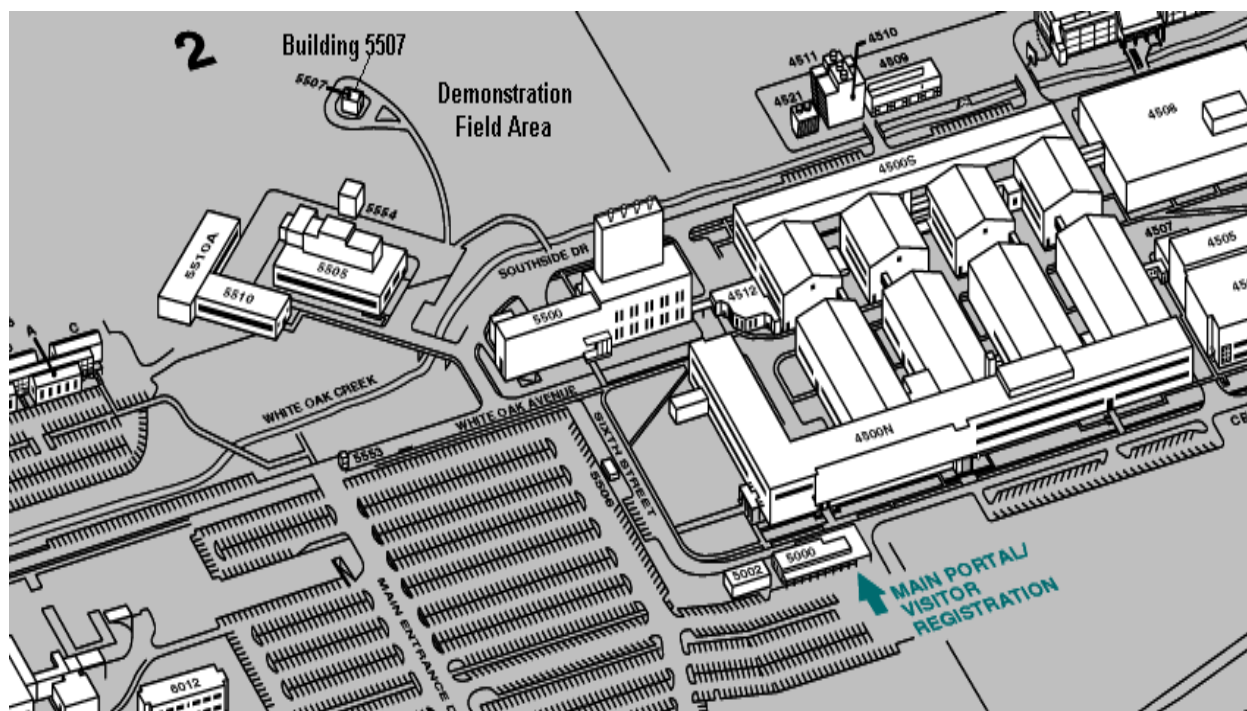 2
Building 5507
5507
Demonstration
Field Area
4511
4510
4509
4521
4508
4500S
5554
5510A
5505
5510
SOUTHSIDE DR
5500
4512
4507
4505
A
C
WHITE OAK CREEK
WHITE OAK AVENUE
4500N
5553
SIXTH STREET
5506
5000
5002
MAIN PORTAL/
VISITOR
REGISTRATION
MAIN ENTRANCE
6012